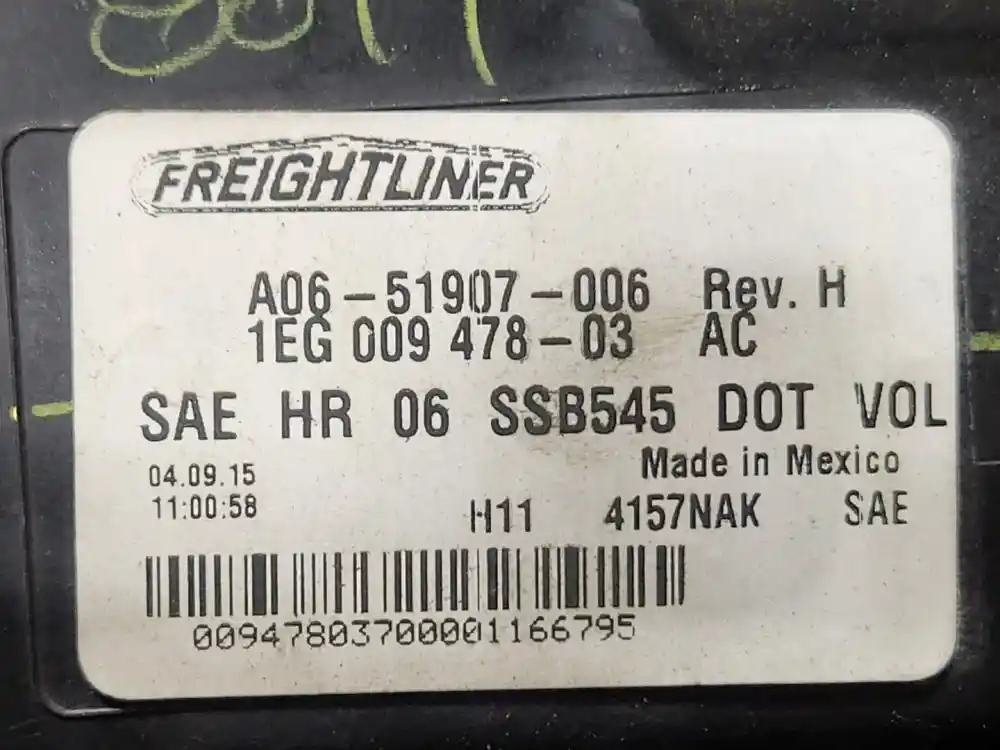 FREIGHTLINER
A06-51907-006 Rev. H
1EG 009 478-03 AC
SAE HR 06 SSB545 DOT VOL
Made in Mexico
04.09.15
11:00:58
H11 4157NAK SAE
00947803700001166795